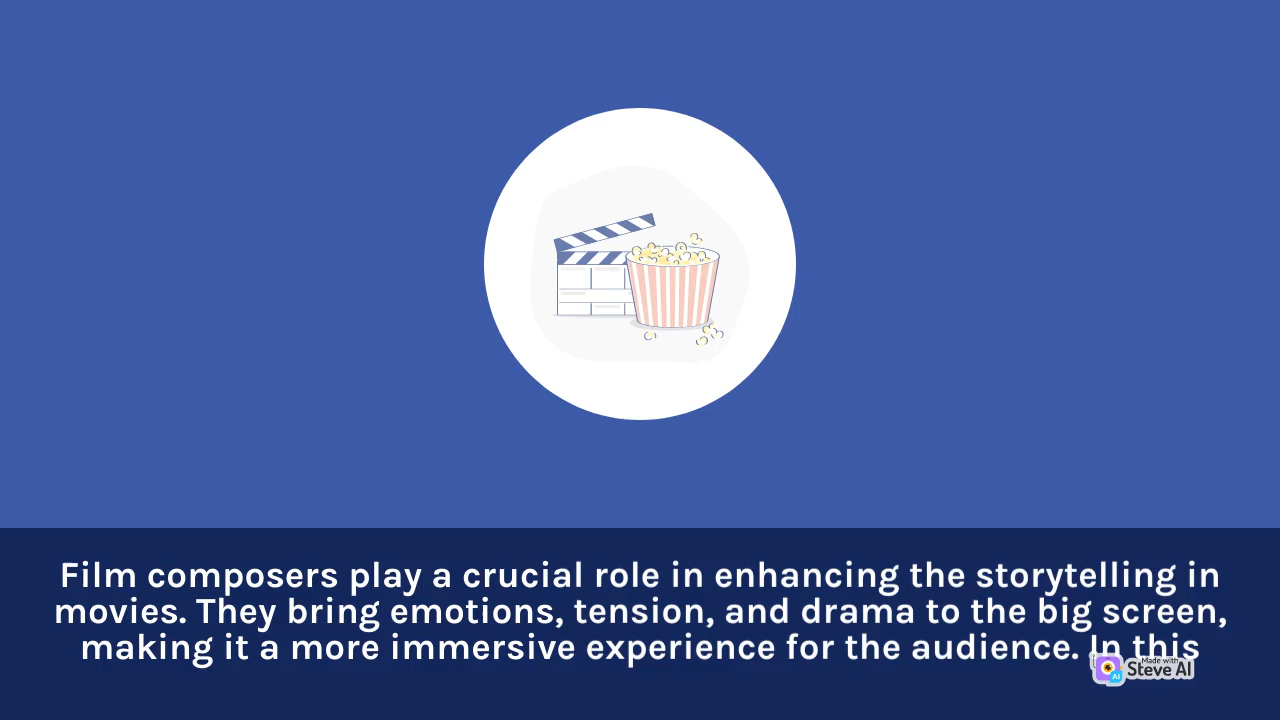 Film composers play a crucial role in enhancing the storytelling in
movies. They bring emotions, tension, and drama to the big screen,
making it a more immersive experience for the audience. In this
Made with
Steve AI
AI